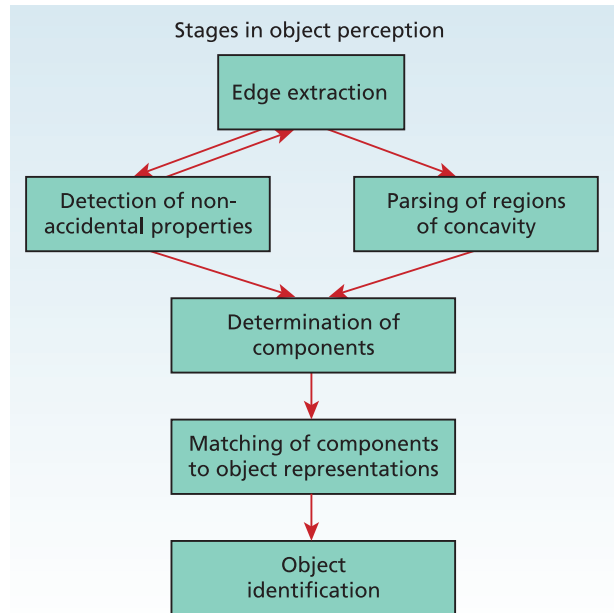 Stages in object perception
Edge extraction
Detection of non-
accidental properties
Parsing of regions
of concavity
Determination of
components
Matching of components
to object representations
Object
identification